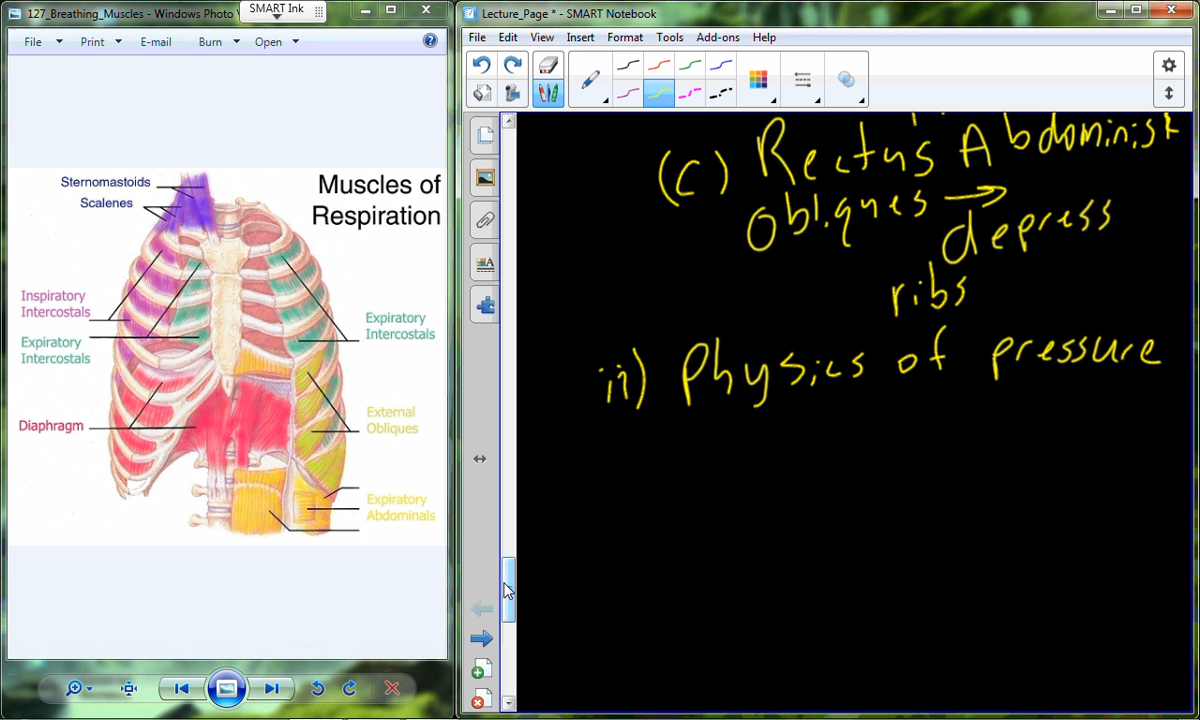 127_Breathing_Muscles - Windows Photo
SMART Ink
File Print E-mail Burn Open
Sternomastoids
Scalenes
Muscles of
Respiration
Inspiratory
Intercostals
Expiratory
Intercostals
Diaphragm
Expiratory
Intercostals
External
Obliques
Expiratory
Abdominals
Lecture_Page * - SMART Notebook
File Edit View Insert Format Tools Add-ons Help
(C) Rectus Abdominis
Obliques →
depress
ribs
ii) Physics of pressure